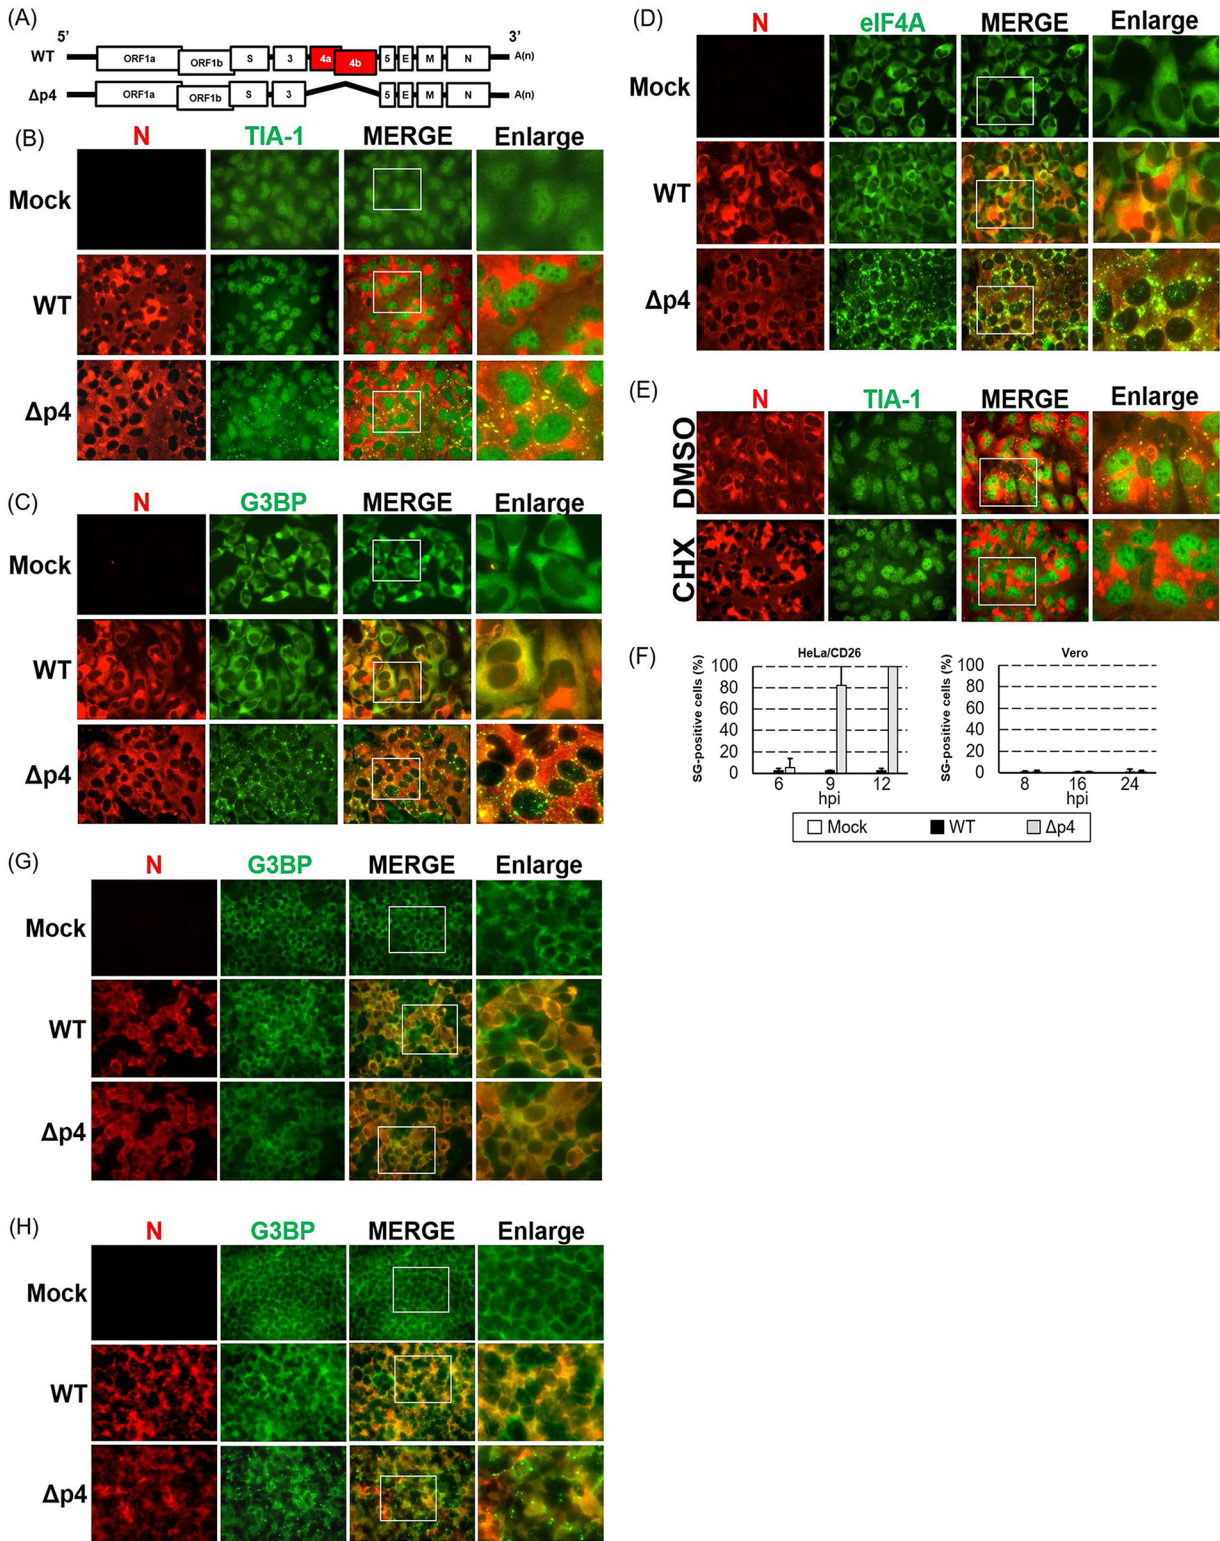 (A)
5’ 3’
WT ORF1a ORF1b S 3 4a 4b 5 E M N A(n)
Δp4 ORF1a ORF1b S 3 5 E M N A(n)
(B)
N TIA-1 MERGE Enlarge
Mock
WT
Δp4
(C)
N G3BP MERGE Enlarge
Mock
WT
Δp4
(D)
N eIF4A MERGE Enlarge
Mock
WT
Δp4
(E)
N TIA-1 MERGE Enlarge
DMSO
CHX
(F)
HeLa/CD26
SG-positive cells (%)
100
80
60
40
20
0
6 9 12
hpi
Vero
SG-positive cells (%)
100
80
60
40
20
0
8 16 24
hpi
Mock WT Δp4
(G)
N G3BP MERGE Enlarge
Mock
WT
Δp4
(H)
N G3BP MERGE Enlarge
Mock
WT
Δp4